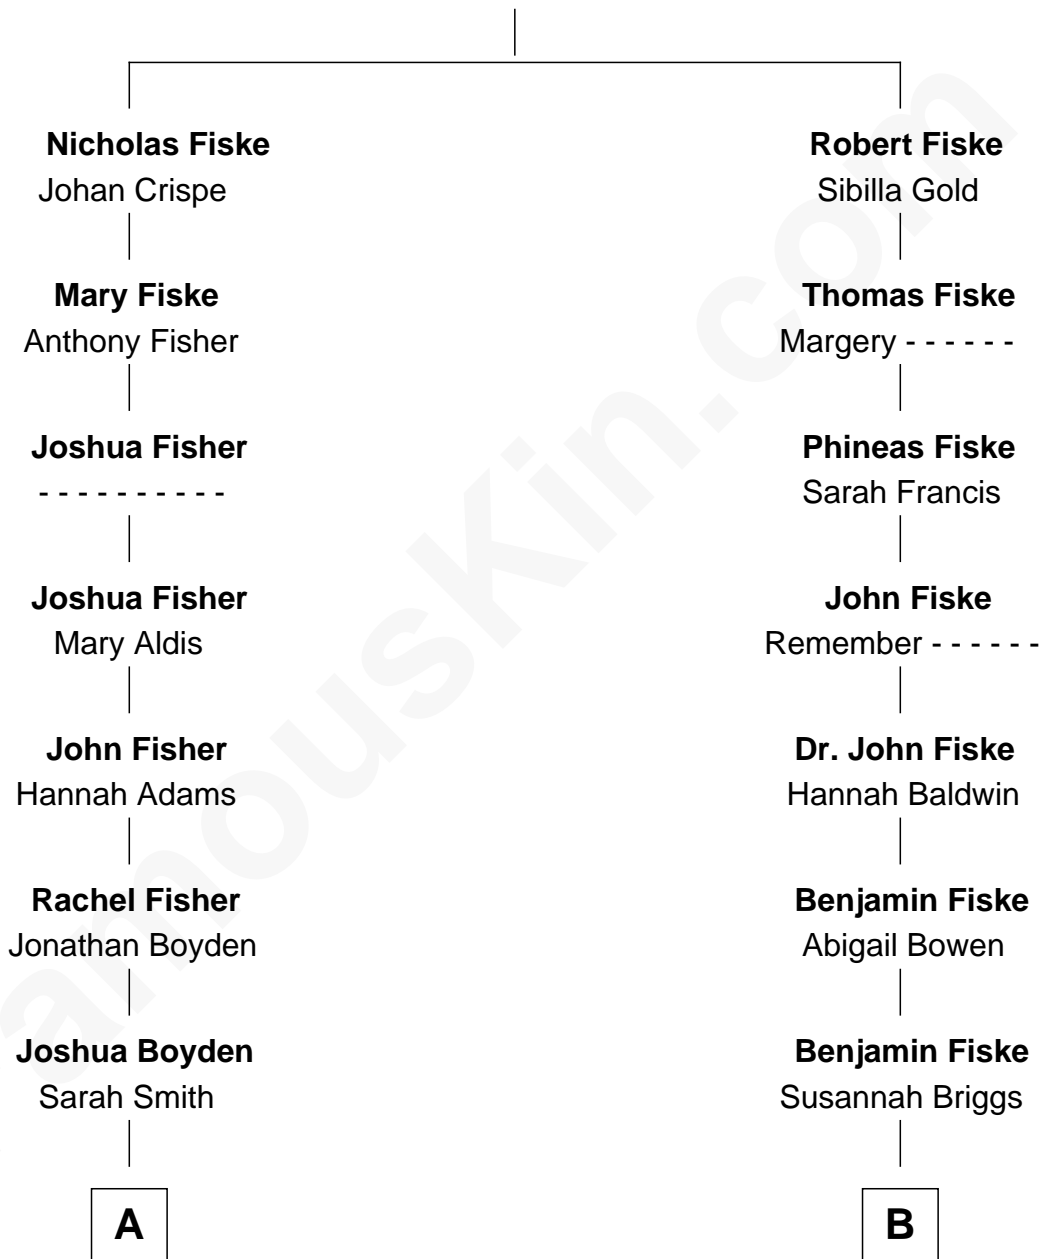 Nicholas Fiske
Johan Crispe
Mary Fiske
Anthony Fisher
Joshua Fisher
- - - - - - - - - -
Joshua Fisher
Mary Aldis
John Fisher
Hannah Adams
Rachel Fisher
Jonathan Boyden
Joshua Boyden
Sarah Smith
A
Robert Fiske
Sibilla Gold
Thomas Fiske
Margery - - - - - -
Phineas Fiske
Sarah Francis
John Fiske
Remember - - - - - -
Dr. John Fiske
Hannah Baldwin
Benjamin Fiske
Abigail Bowen
Benjamin Fiske
Susannah Briggs
B
amouskin.com